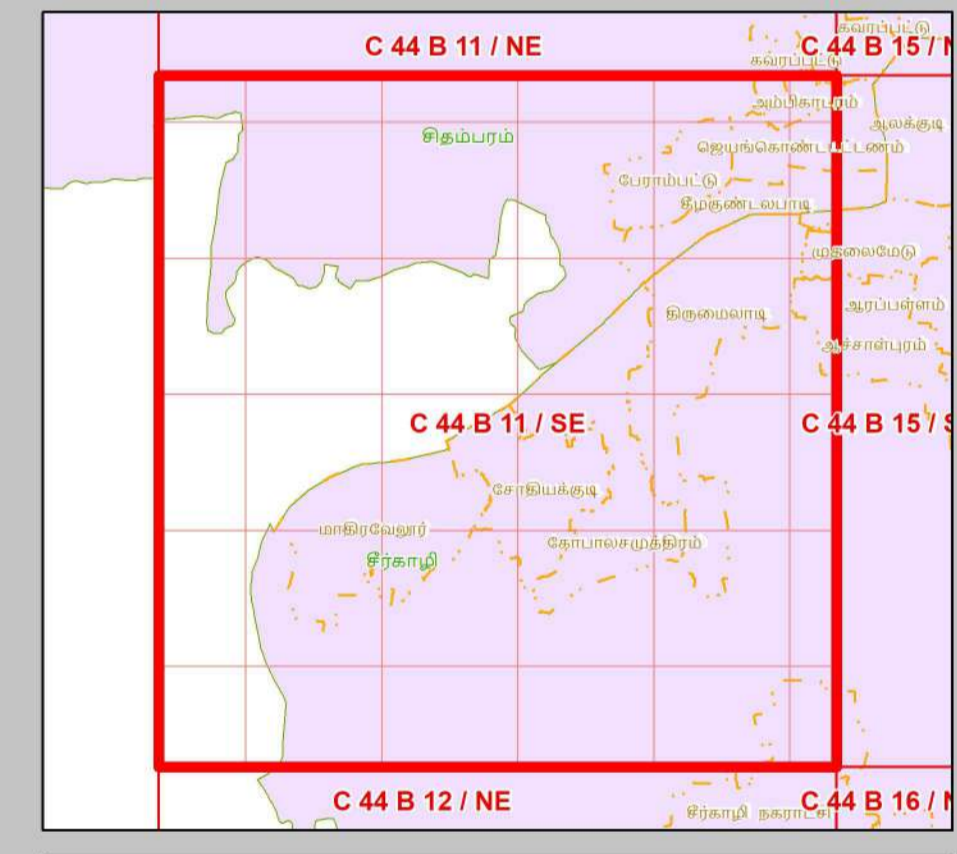 கவரப்பட்டு
C 44 B 11 / NE
C 44 B 15 / N
கவரப்பட்டு
அம்பிகாபுரம்
ஆலக்குடி
சிதம்பரம்
ஜெயங்கொண்டபட்டணம்
பேராம்பட்டு
கீழகுண்டலபாடி
முதலைமேடு
ஆரப்பள்ளம்
திருமைலாடி
ஆச்சாள்புரம்
C 44 B 11 / SE
C 44 B 15 / S
சோதியக்குடி
மாதிரவேலூர்
கோபாலசமுத்திரம்
சீர்காழி
C 44 B 12 / NE
சீர்காழி நகராட்சி
C 44 B 16 / N